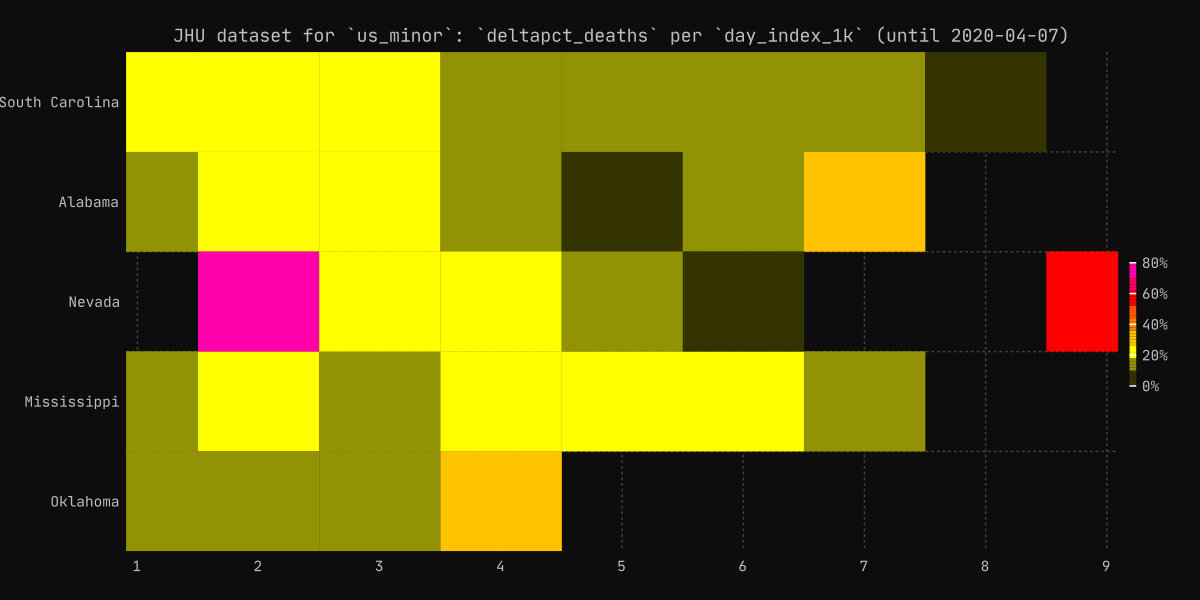 JHU dataset for `us_minor`: `deltapct_deaths` per `day_index_1k` (until 2020-04-07)
South Carolina
Alabama
Nevada
Mississippi
Oklahoma
1 2 3 4 5 6 7 8 9
80%
60%
40%
20%
0%